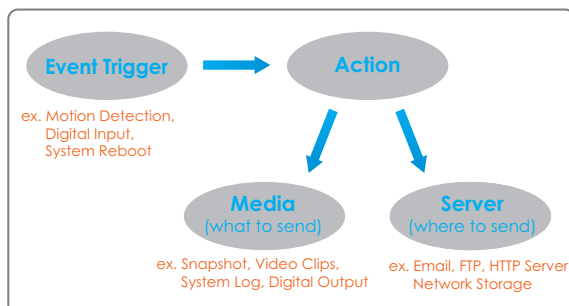 Event Trigger
Action
ex. Motion Detection,
Digital Input,
System Reboot
Media
(what to send)
Server
(where to send)
ex. Snapshot, Video Clips,
System Log, Digital Output
ex. Email, FTP, HTTP Server
Network Storage